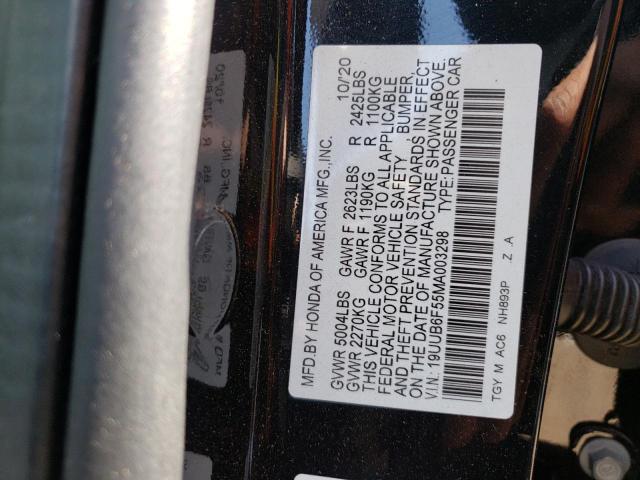 MFD.BY HONDA OF AMERICA MFG.,INC. 10/'20
GVWR 5004LBS GAWR F 2623LBS R 2425LBS
GVWR 2270KG GAWR F 1190KG R 1100KG
THIS VEHICLE CONFORMS TO ALL APPLICABLE
FEDERAL MOTOR VEHICLE SAFETY , BUMPER,
AND THEFT PREVENTION STANDARDS IN EFFECT
ON THE DATE OF MANUFACTURE SHOWN ABOVE.
V.I.N.: 19UUB6F55MA003298 TYPE:PASSENGER CAR
TGY M AC6 NH893P Z A